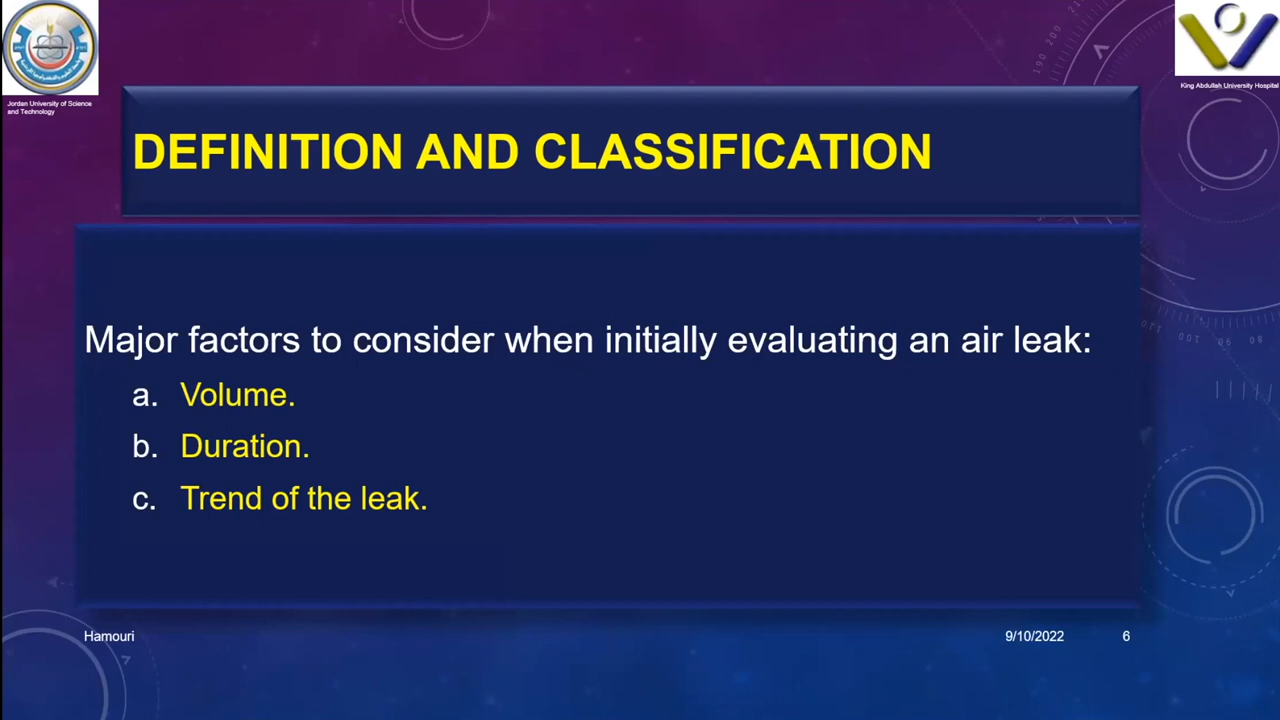 Jordan University of Science
and Technology
King Abdullah University Hospital
DEFINITION AND CLASSIFICATION
Major factors to consider when initially evaluating an air leak:
a. Volume.
b. Duration.
c. Trend of the leak.
Hamouri
9/10/2022
6